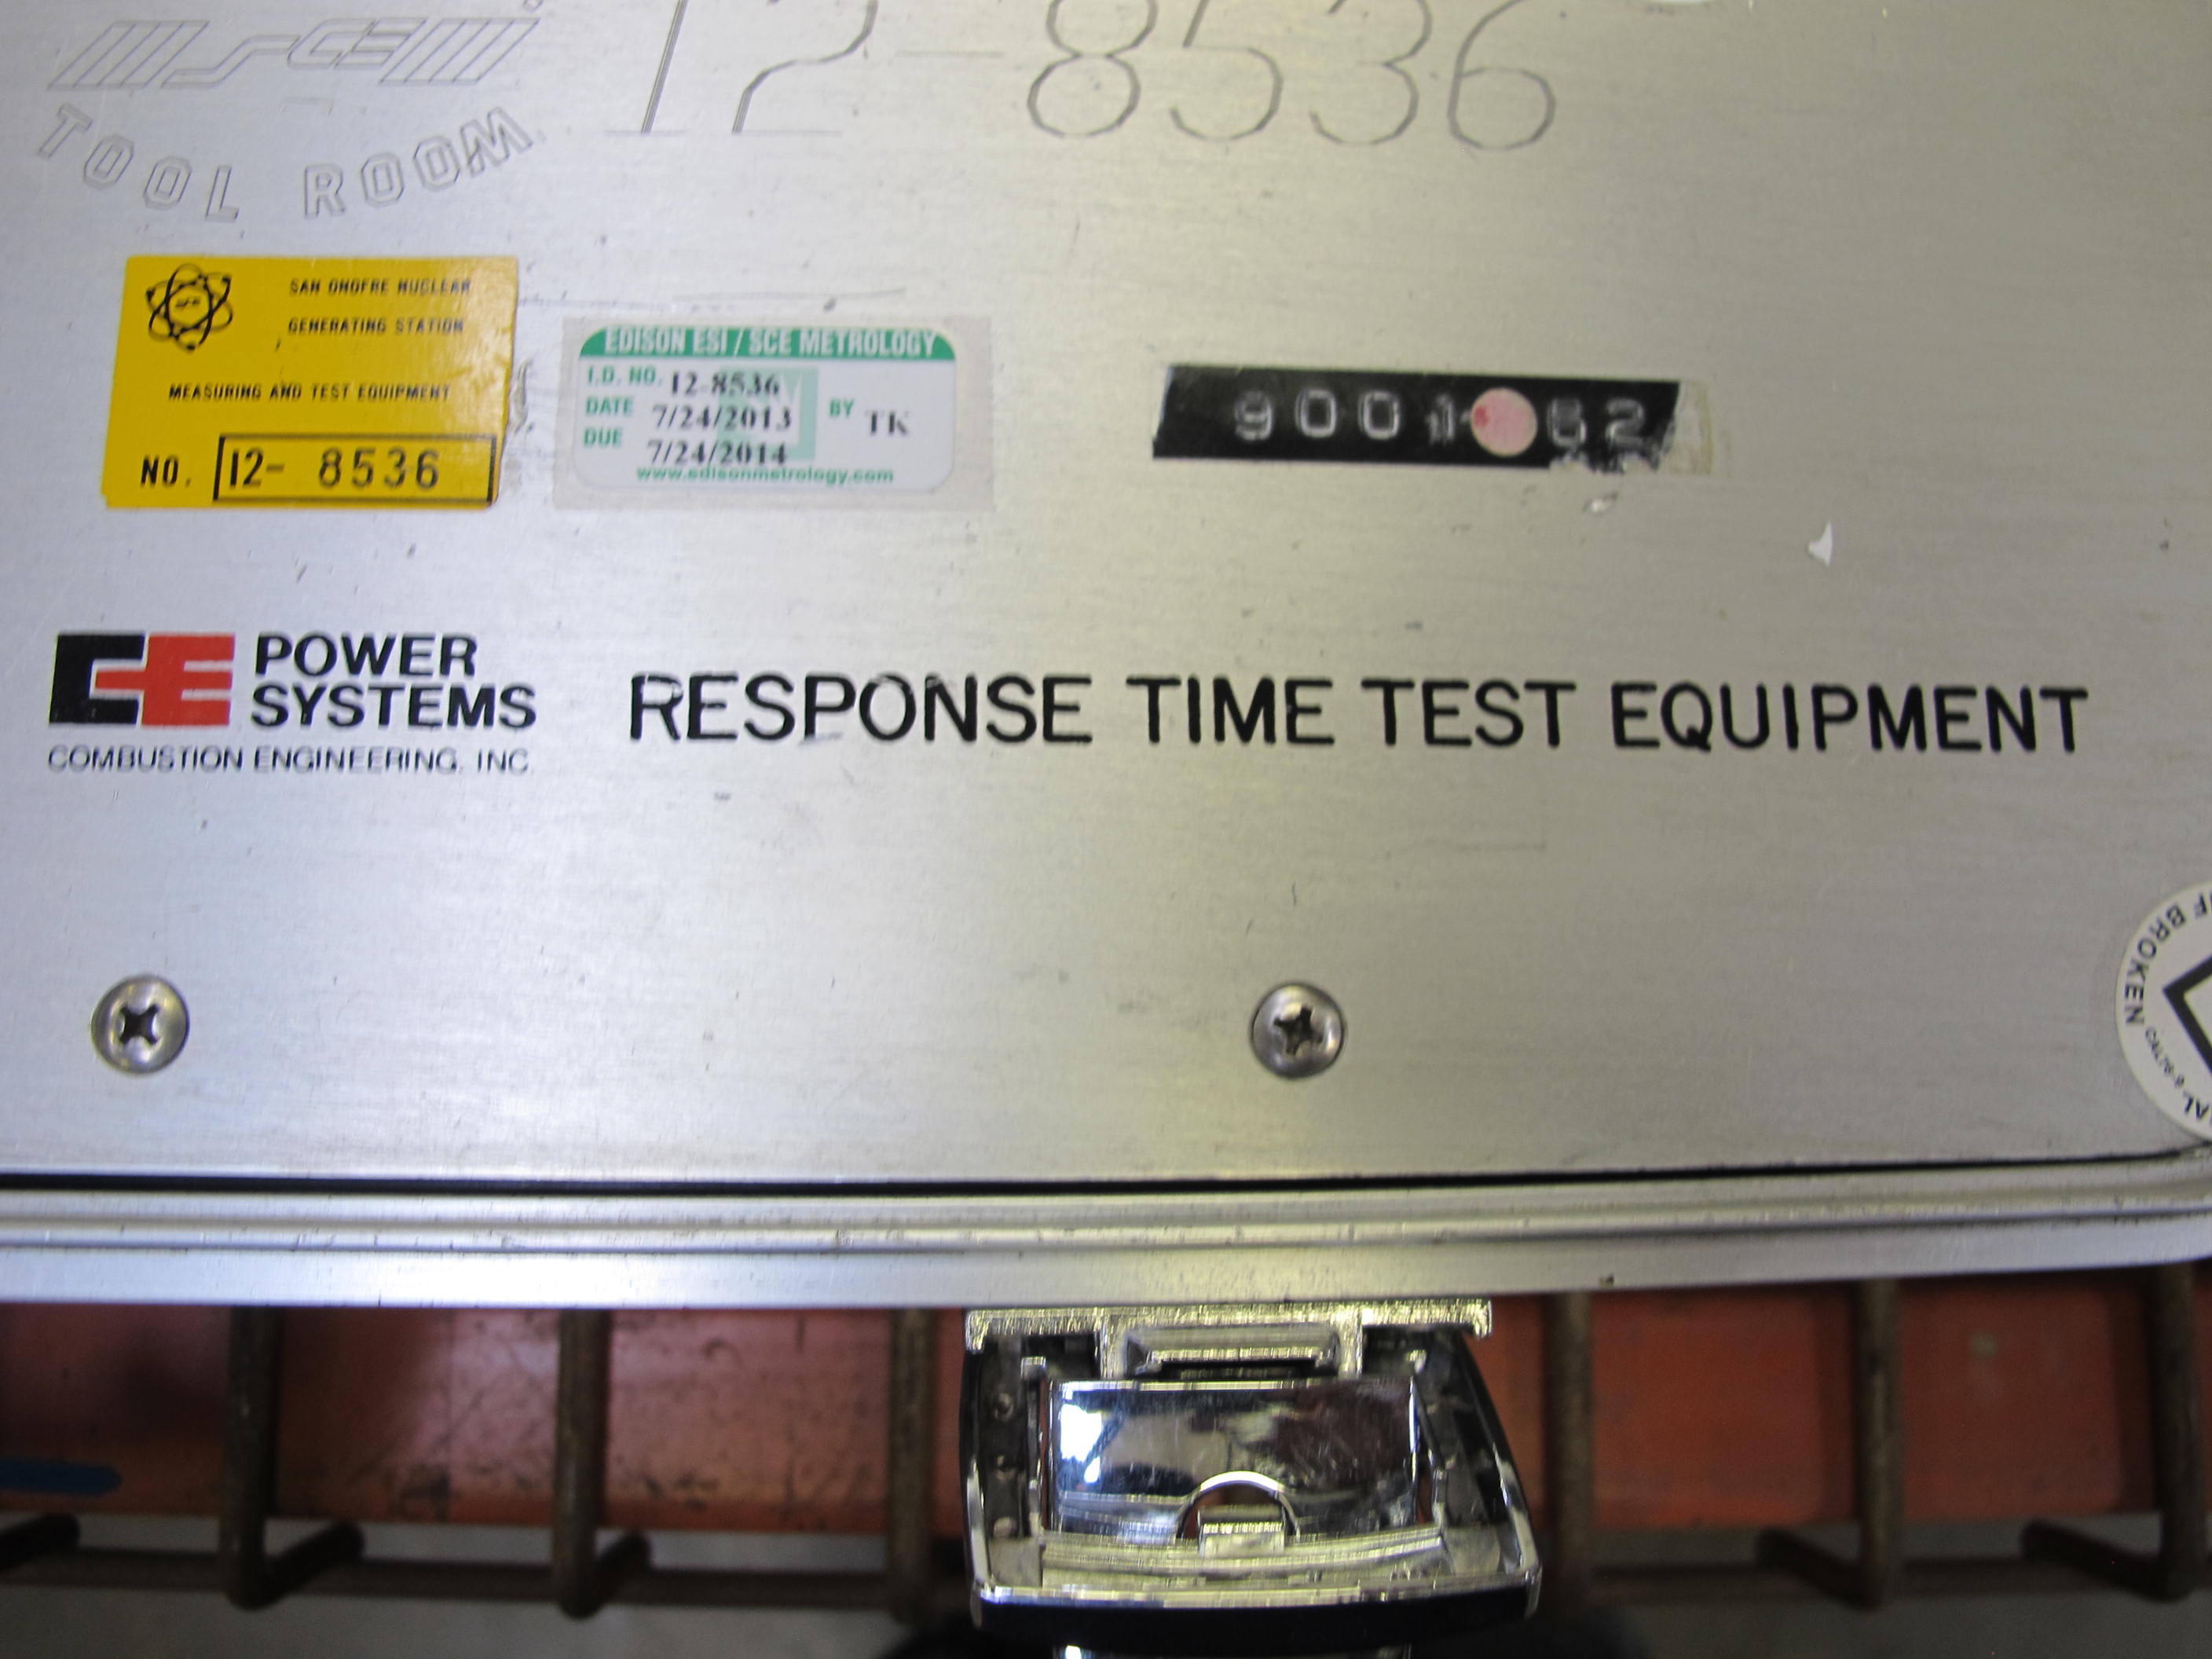 SCE 12-8536
TOOL ROOM
SAN ONOFRE NUCLEAR
GENERATING STATION
MEASURING AND TEST EQUIPMENT
NO. 12- 8536
EDISON ESI / SCE METROLOGY
I.D. NO. 12-8536
DATE 7/24/2013 BY TK
DUE 7/24/2014
www.edisonmetrology.com
CE POWER
SYSTEMS
COMBUSTION ENGINEERING, INC.
RESPONSE TIME TEST EQUIPMENT
BROKEN